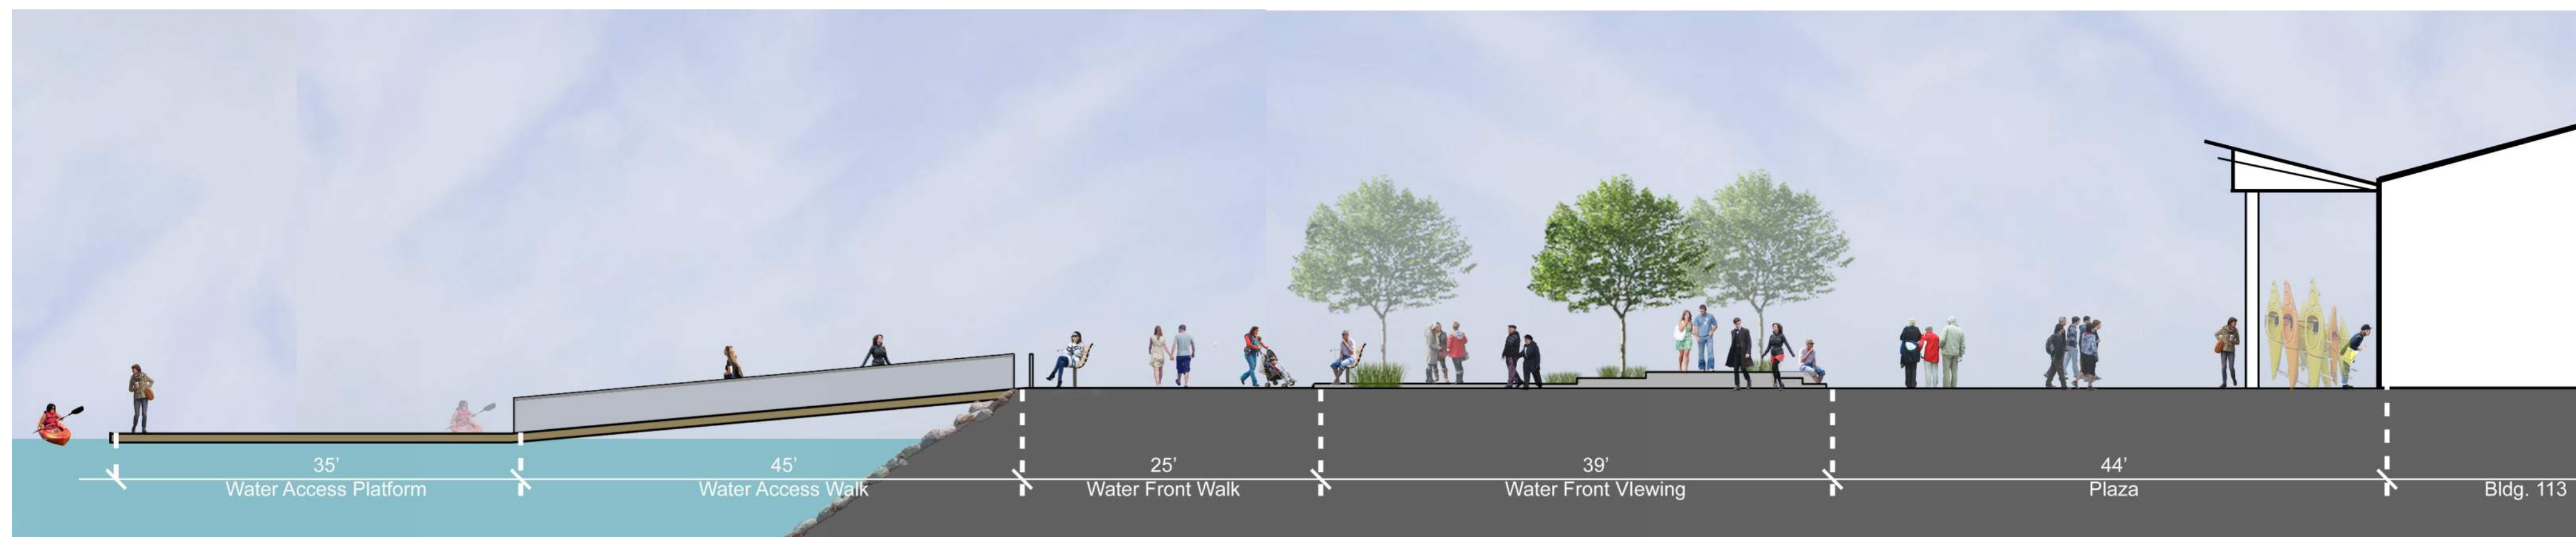 35’
Water Access Platform
45’
Water Access Walk
25’
Water Front Walk
39’
Water Front VIewing
44’
Plaza
Bldg. 113